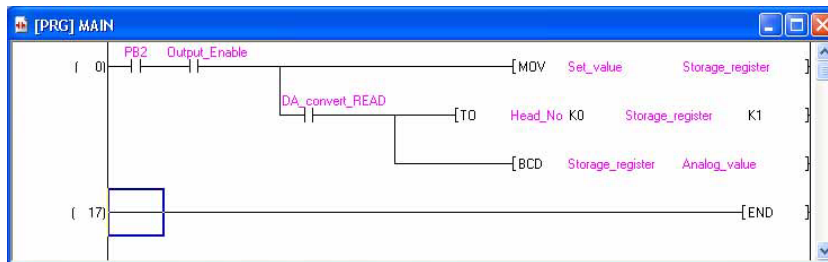 [PRG] MAIN
PB2 Output_Enable
( 0) [MOV Set_value Storage_register ]
DA_convert_READ
[TO Head_No K0 Storage_register K1 ]
[BCD Storage_register Analog_value ]
( 17) [END ]